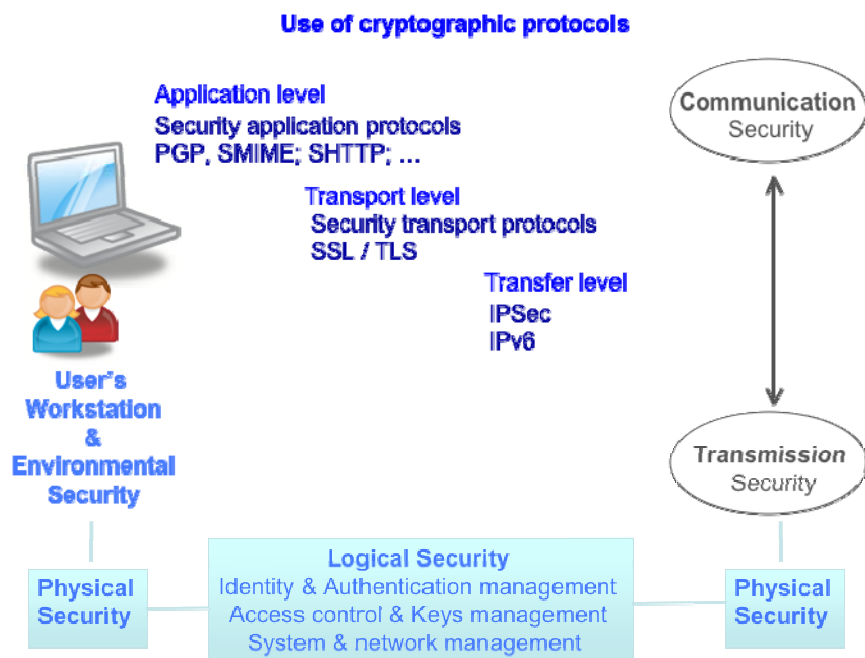 Use of cryptographic protocols
Application level
Security application protocols
PGP, SMIME; SHTTP; ...
Transport level
Security transport protocols
SSL / TLS
Transfer level
IPSec
IPv6
Communication
Security
Transmission
Security
User's
Workstation
&
Environmental
Security
Physical
Security
Logical Security
Identity & Authentication management
Access control & Keys management
System & network management
Physical
Security